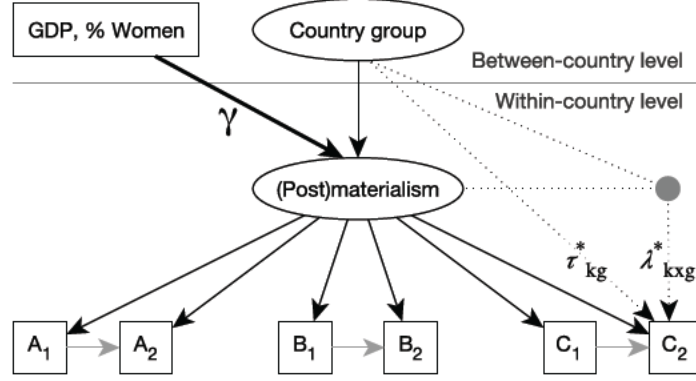 GDP, % Women
Country group
Between-country level
Within-country level
γ
(Post)materialism
τ*kg
λ*kxg
A1
A2
B1
B2
C1
C2